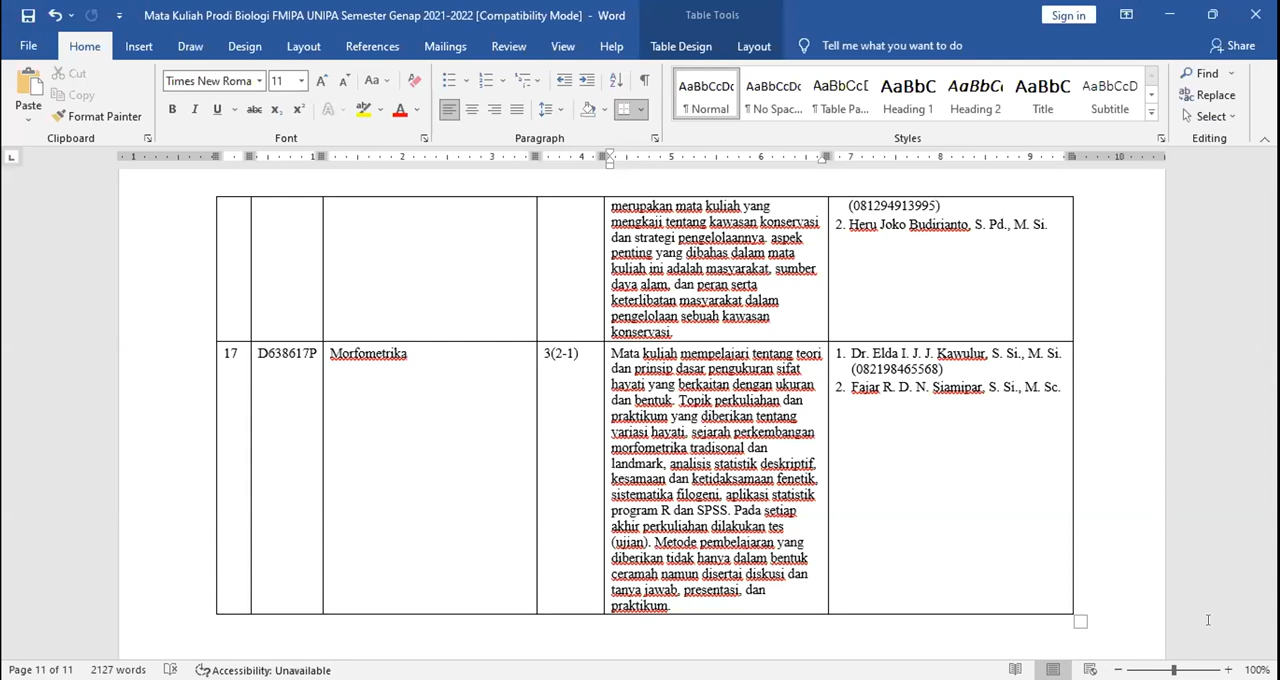 Mata Kuliah Prodi Biologi FMIPA UNIPA Semester Genap 2021-2022 [Compatibility Mode] - Word
Table Tools
Sign in
File Home Insert Draw Design Layout References Mailings Review View Help Table Design Layout Tell me what you want to do Share
Paste
Cut
Copy
Format Painter
Clipboard
Times New Roma 11
Font
Paragraph
AaBbCcDc AaBbCcDc AaBbCcI AaBbC AaBbCc AaBbC AaBbCcD
¶ Normal ¶ No Spac... ¶ Table Pa... Heading 1 Heading 2 Title Subtitle
Styles
Find
Replace
Select
Editing
1 1 2 3 4 5 6 7 8 9 10
merupakan mata kuliah yang
mengkaji tentang kawasan konservasi
dan strategi pengelolaannya. aspek
penting yang dibahas dalam mata
kuliah ini adalah masyarakat, sumber
daya alam, dan peran serta
keterlibatan masyarakat dalam
pengelolaan sebuah kawasan
konservasi.
(081294913995)
2. Heru Joko Budirianto, S. Pd., M. Si.
17 D638617P Morfometrika 3(2-1)
Mata kuliah mempelajari tentang teori
dan prinsip dasar pengukuran sifat
hayati yang berkaitan dengan ukuran
dan bentuk. Topik perkuliahan dan
praktikum yang diberikan tentang
variasi hayati, sejarah perkembangan
morfometrika tradisonal dan
landmark, analisis statistik deskriptif,
kesamaan dan ketidaksamaan fenetik,
sistematika filogeni, aplikasi statistik
program R dan SPSS. Pada setiap
akhir perkuliahan dilakukan tes
(ujian). Metode pembelajaran yang
diberikan tidak hanya dalam bentuk
ceramah namun disertai diskusi dan
tanya jawab, presentasi, dan
praktikum.
1. Dr. Elda I. J. J. Kawulur, S. Si., M. Si.
(082198465568)
2. Fajar R. D. N. Siamipar, S. Si., M. Sc.
Page 11 of 11 2127 words Accessibility: Unavailable 100%